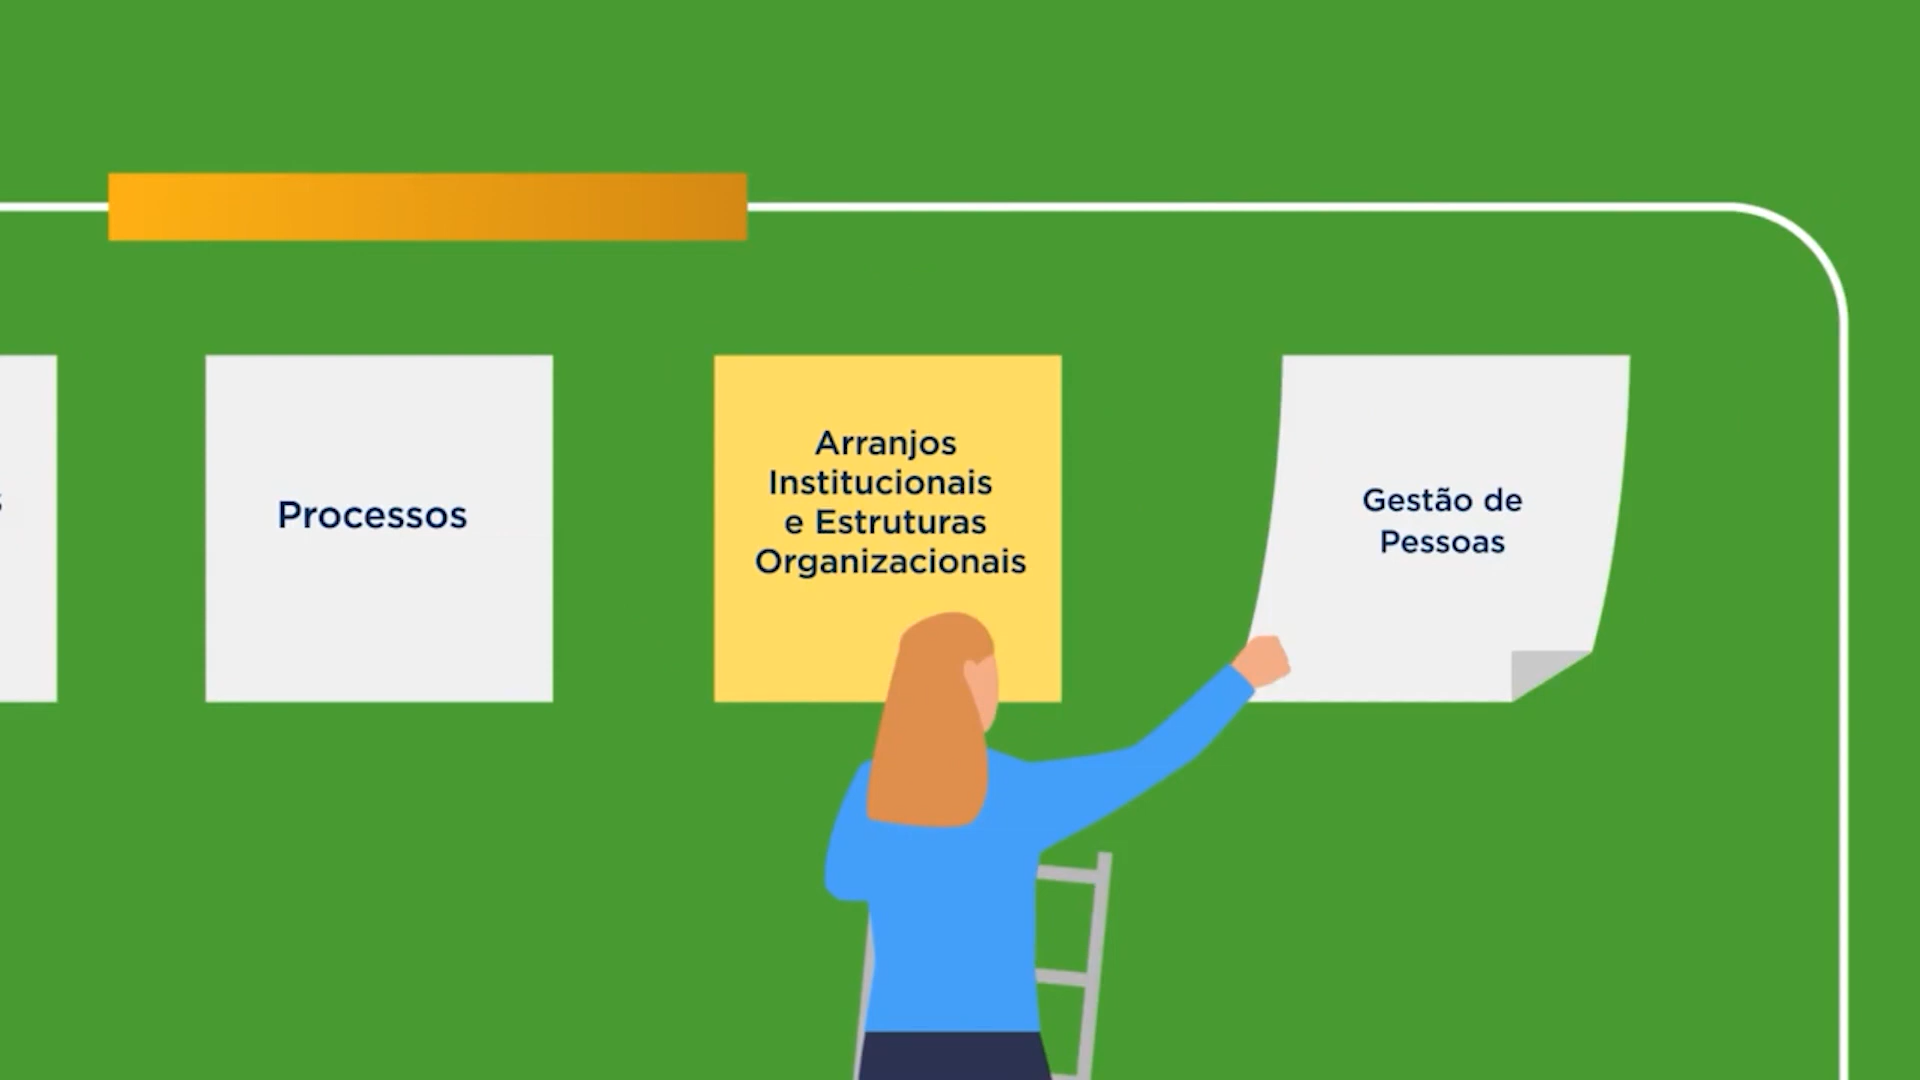 Processos
Arranjos
Institucionais
e Estruturas
Organizacionais
Gestão de
Pessoas